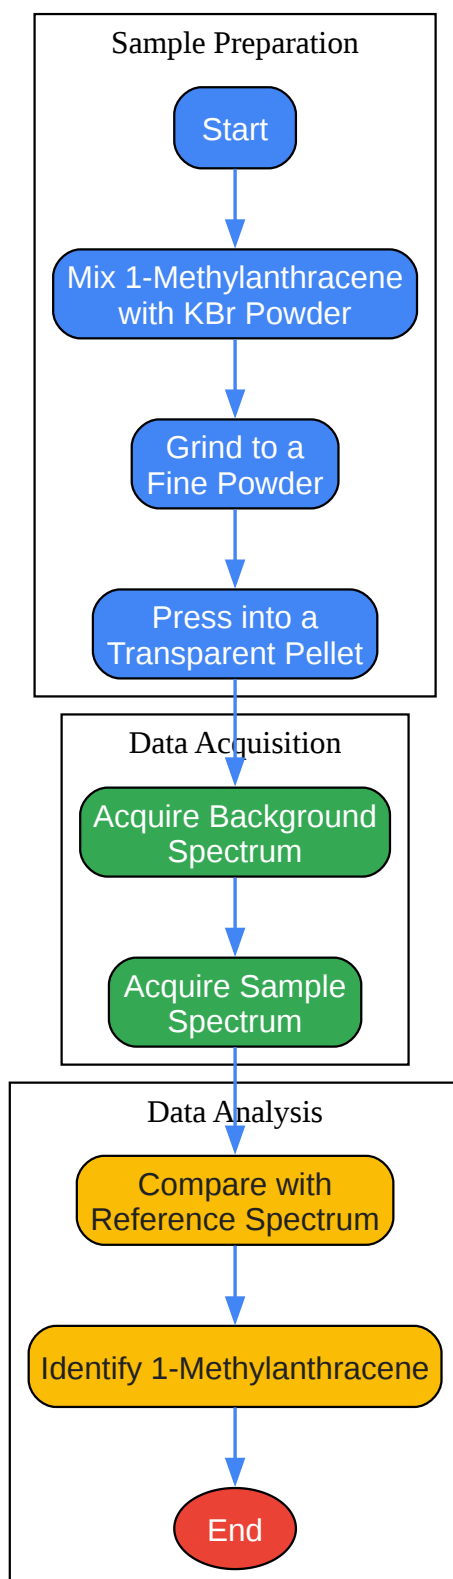 Sample Preparation
Start
Mix 1-Methylanthracene
with KBr Powder
Grind to a
Fine Powder
Press into a
Transparent Pellet
Data Acquisition
Acquire Background
Spectrum
Acquire Sample
Spectrum
Data Analysis
Compare with
Reference Spectrum
Identify 1-Methylanthracene
End